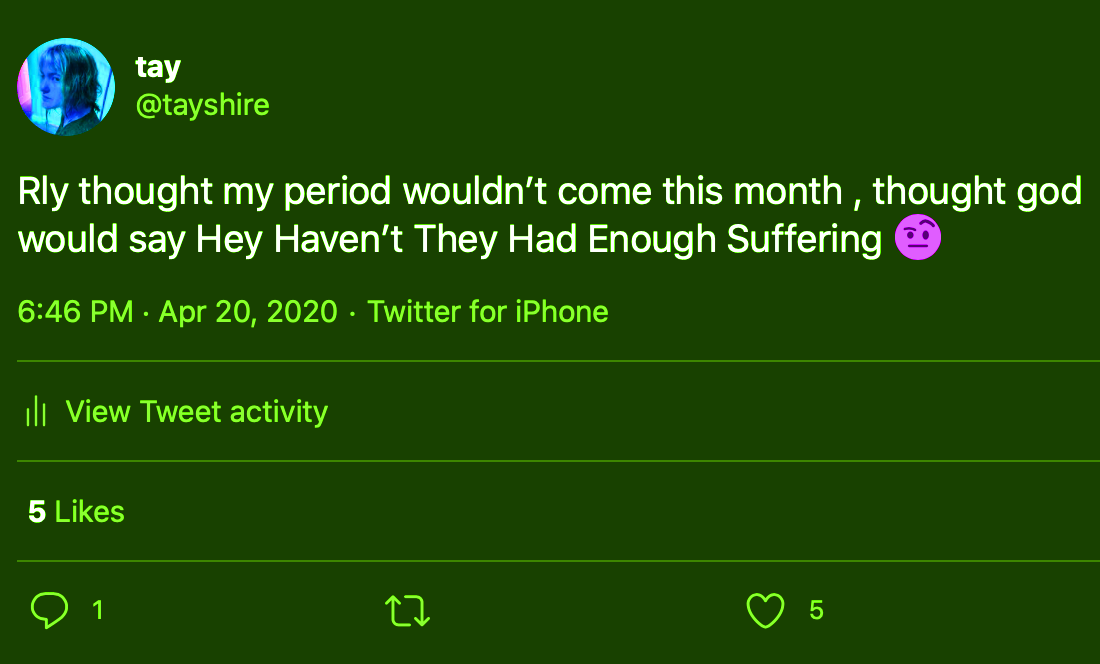 tay
@tayshire
Rly thought my period wouldn’t come this month , thought god
would say Hey Haven’t They Had Enough Suffering 🤨
6:46 PM · Apr 20, 2020 · Twitter for iPhone
View Tweet activity
5 Likes
1 5